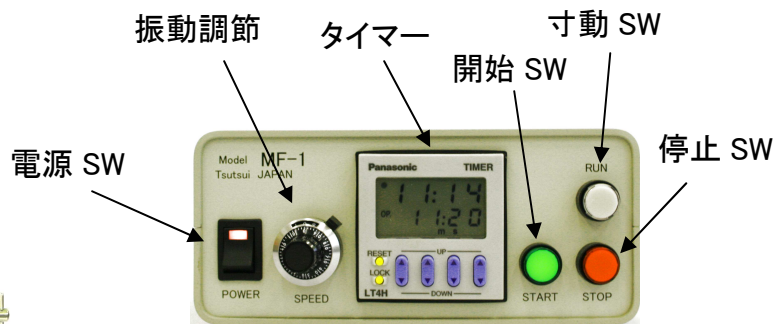 振動調節
タイマー
寸動 SW
開始 SW
電源 SW
停止 SW
Model MF-1
Tsutsui JAPAN
Panasonic TIMER
RUN
11:14
OP. 11:20
m s
RESET
UP
LOCK
LT4H
DOWN
POWER
SPEED
START
STOP